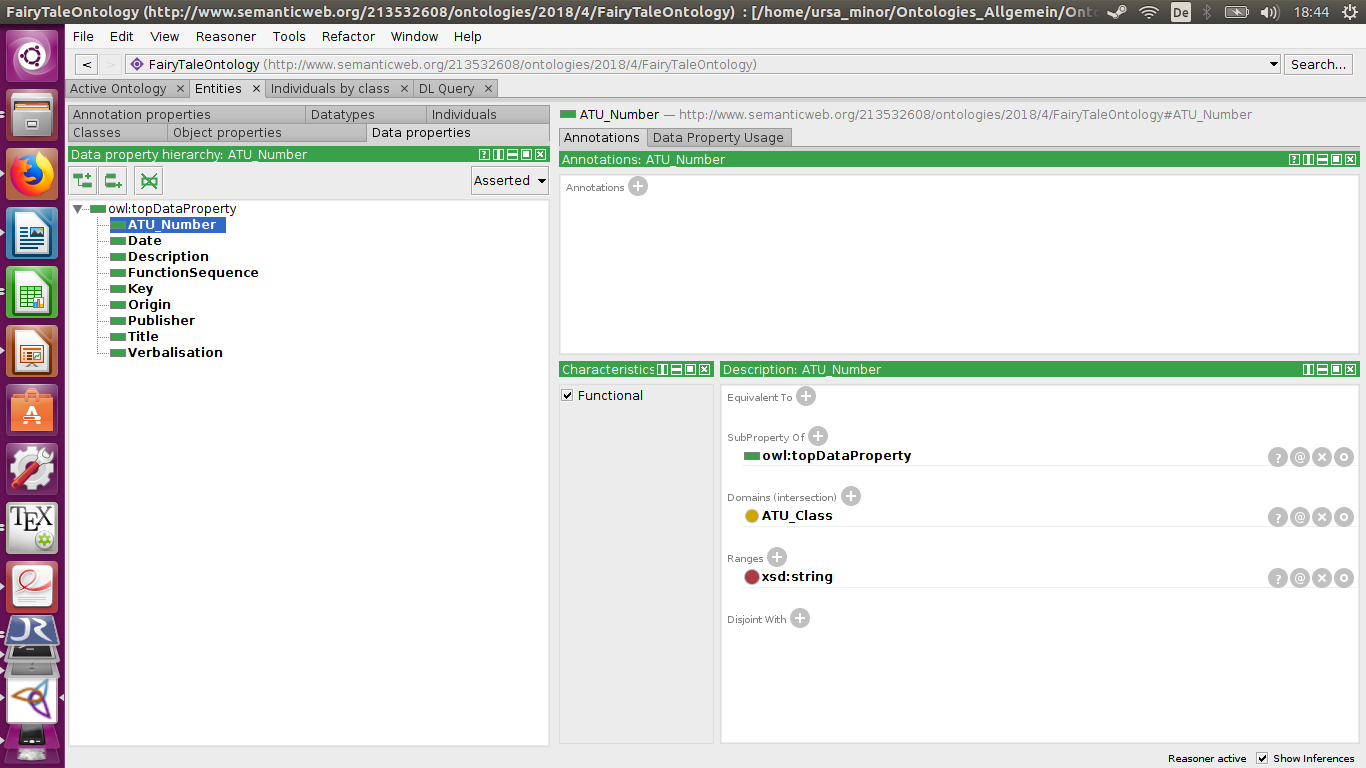 FairyTaleOntology (http://www.semanticweb.org/213532608/ontologies/2018/4/FairyTaleOntology) : [/home/ursa_minor/Ontologies_Allgemein/Onto
De
18:44
File Edit View Reasoner Tools Refactor Window Help
< > FairyTaleOntology (http://www.semanticweb.org/213532608/ontologies/2018/4/FairyTaleOntology) Search...
Active Ontology × Entities × Individuals by class × DL Query ×
Annotation properties Datatypes Individuals
Classes Object properties Data properties
Data property hierarchy: ATU_Number
Asserted
owl:topDataProperty
ATU_Number
Date
Description
FunctionSequence
Key
Origin
Publisher
Title
Verbalisation
ATU_Number — http://www.semanticweb.org/213532608/ontologies/2018/4/FairyTaleOntology#ATU_Number
Annotations Data Property Usage
Annotations: ATU_Number
Annotations
Characteristics
Functional
Description: ATU_Number
Equivalent To
SubProperty Of
owl:topDataProperty
Domains (intersection)
ATU_Class
Ranges
xsd:string
Disjoint With
Reasoner active Show Inferences
TEX
JR